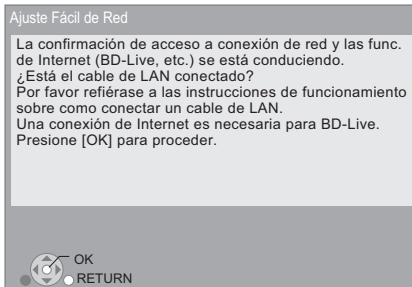 Ajuste Fácil de Red
La confirmación de acceso a conexión de red y las func.
de Internet (BD-Live, etc.) se está conduciendo.
¿Está el cable de LAN conectado?
Por favor refiérase a las instrucciones de funcionamiento
sobre como conectar un cable de LAN.
Una conexión de Internet es necesaria para BD-Live.
Presione [OK] para proceder.
OK
RETURN